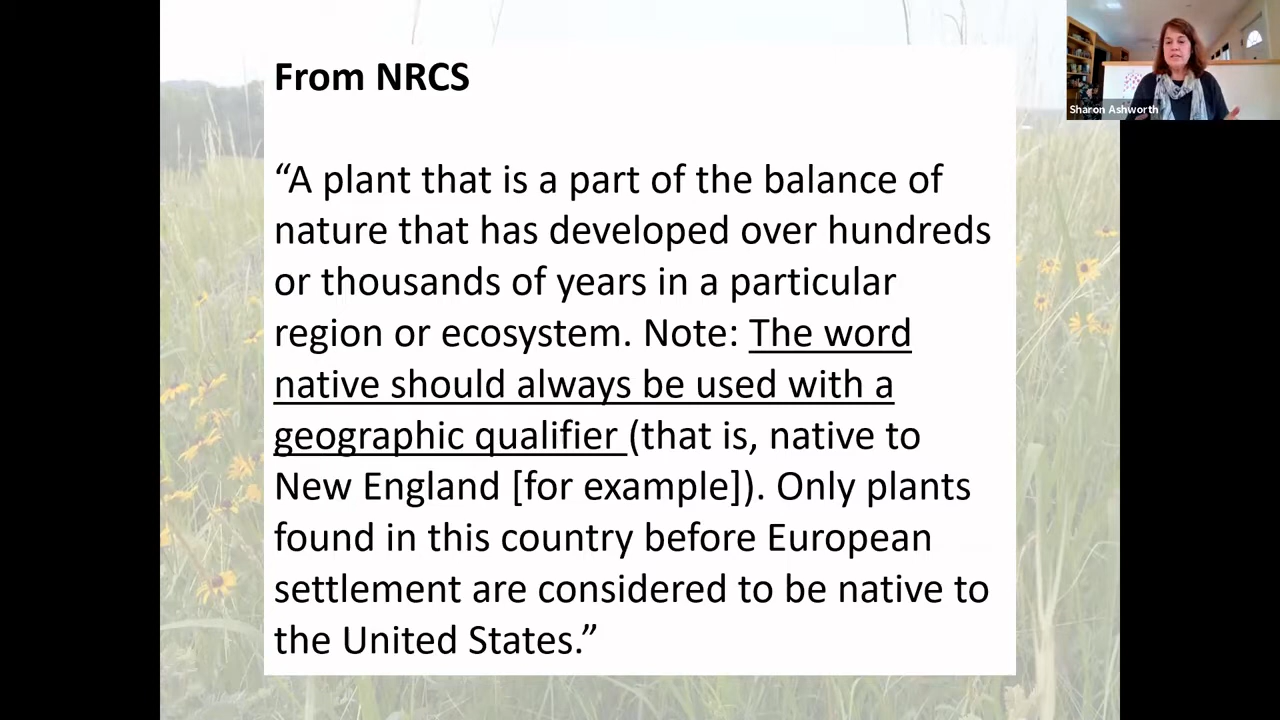 From NRCS
“A plant that is a part of the balance of
nature that has developed over hundreds
or thousands of years in a particular
region or ecosystem. Note: The word
native should always be used with a
geographic qualifier (that is, native to
New England [for example]). Only plants
found in this country before European
settlement are considered to be native to
the United States.”
Sharon Ashworth